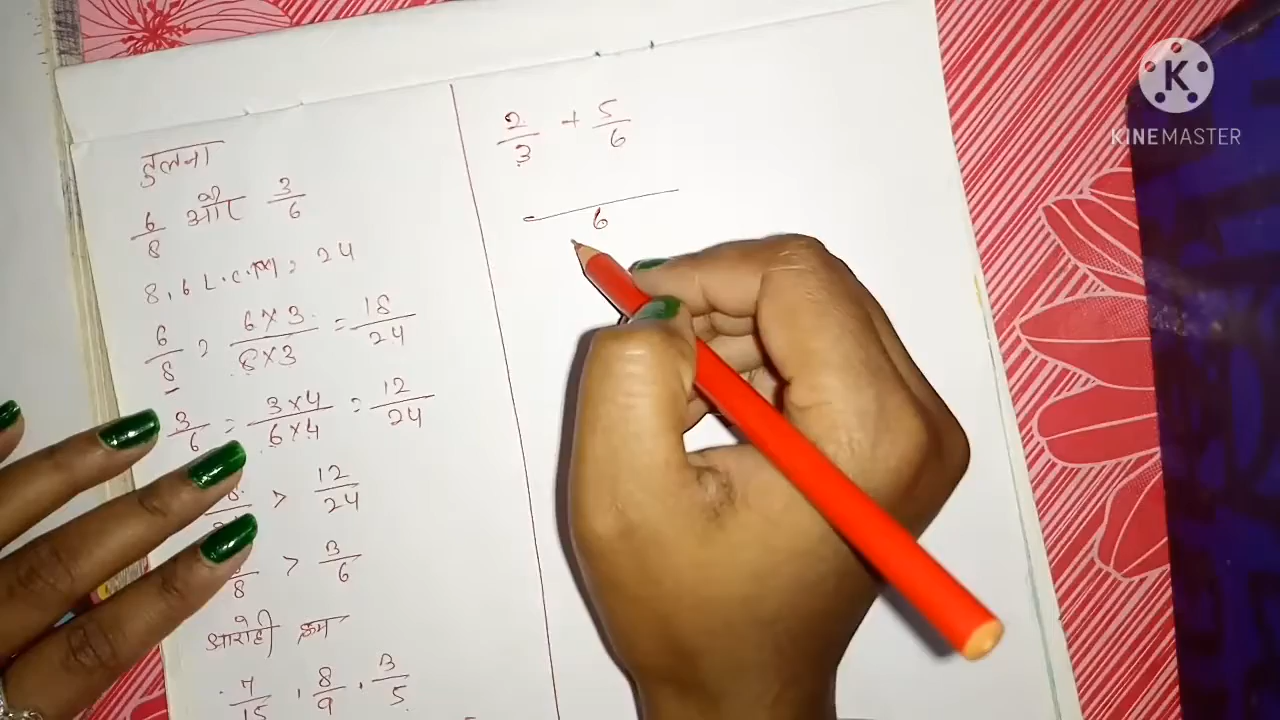 तुलना
6/8 और 3/6
8, 6 L.C.M = 24
6/8 = 6×3/8×3 = 18/24
3/6 = 3×4/6×4 = 12/24
> 12/24
/8 > 3/6
आरोही क्रम
7/15, 8/9, 3/5
2/3 + 5/6
6
K
KINEMASTER